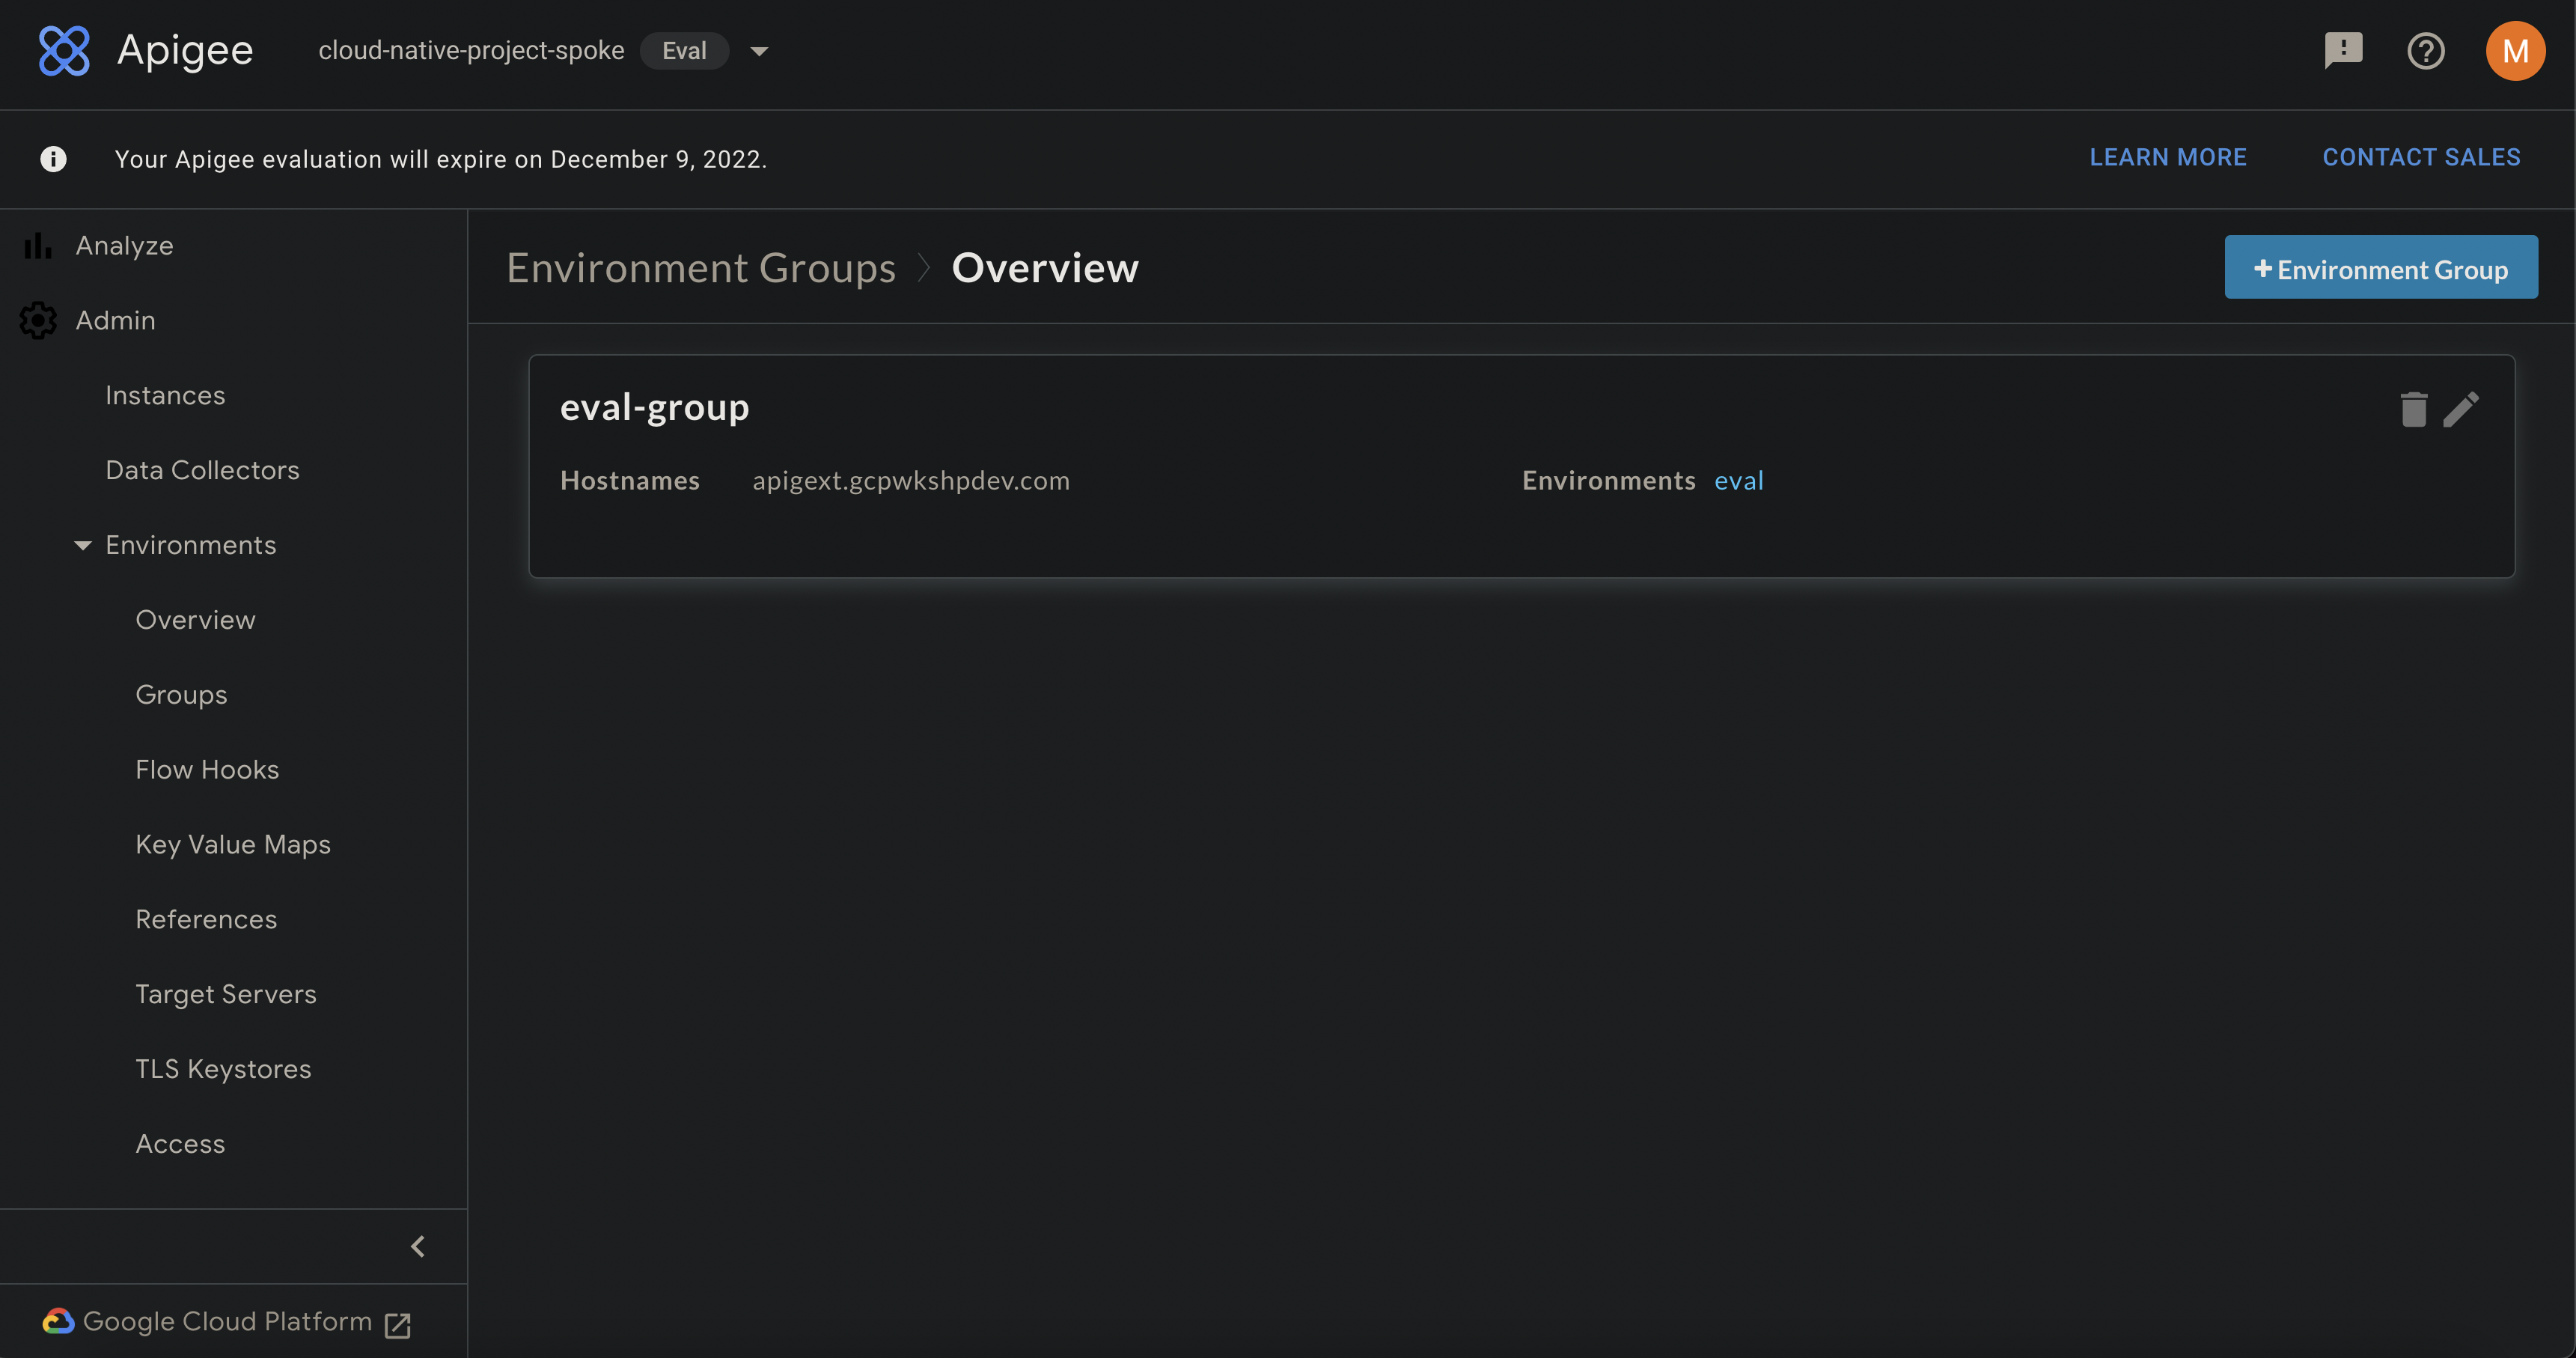 Apigee
cloud-native-project-spoke Eval
M
Your Apigee evaluation will expire on December 9, 2022.
LEARN MORE
CONTACT SALES
Analyze
Admin
Instances
Data Collectors
Environments
Overview
Groups
Flow Hooks
Key Value Maps
References
Target Servers
TLS Keystores
Access
Google Cloud Platform
Environment Groups Overview
+ Environment Group
eval-group
Hostnames apigext.gcpwkshpdev.com
Environments eval